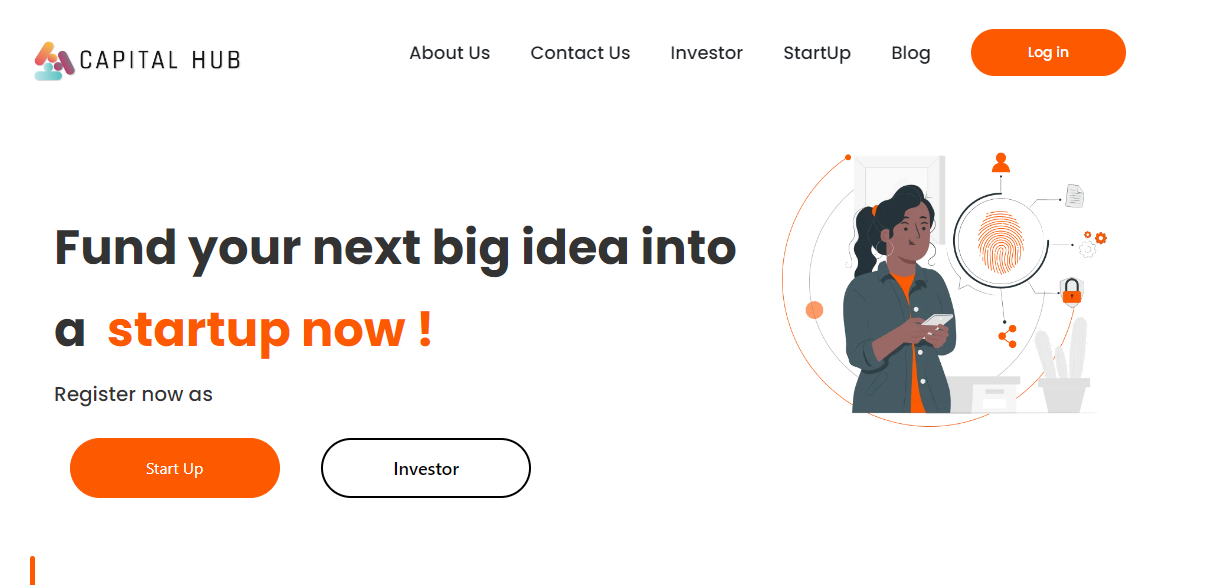 CAPITAL HUB
About Us Contact Us Investor StartUp Blog Log in
Fund your next big idea into
a startup now !
Register now as
Start Up Investor